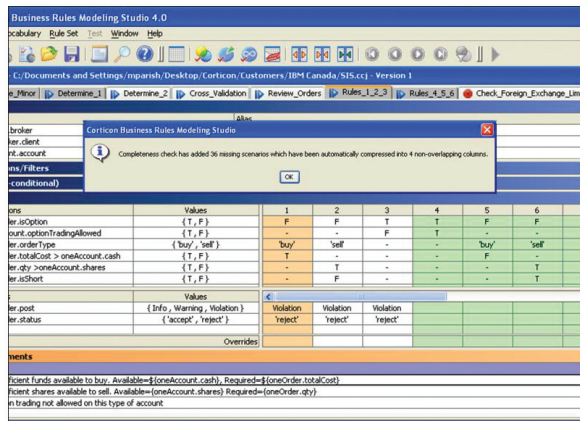 Business Rules Modeling Studio 4.0
ocabulary Rule Set Test Window Help
C:/Documents and Settings/mparish/Desktop/Corticon/Customers/IBM Canada/SIS.ccj - Version 1
e_Minor Determine_1 Determine_2 Cross_Validation Review_Orders Rules_1_2_3 Rules_4_5_6 Check_Foreign_Exchange_Lim
Alias
.broker
ker.client
nt.account
Corticon Business Rules Modeling Studio
Completeness check has added 36 missing scenarios which have been automatically compressed into 4 non-overlapping columns.
OK
ons/Filters
-conditional)
ons Values 1 2 3 4 5 6
ler.isOption { T , F } F F T T F F
ount.optionTradingAllowed { T , F } - - F T - -
ler.orderType { 'buy' , 'sell' } 'buy' 'sell' - - 'buy' 'sell'
ler.totalCost > oneAccount.cash { T , F } T - - - F -
ler.qty >oneAccount.shares { T , F } - T - - - T
ler.isShort { T , F } - F - - - T
s Values
ler.post { Info , Warning , Violation } Violation Violation Violation
ler.status { 'accept' , 'reject' } 'reject' 'reject' 'reject'
Overrides
ments
ficient funds available to buy. Available=${oneAccount.cash}, Required=${oneOrder.totalCost}
ficient shares available to sell. Available={oneAccount.shares} Required={oneOrder.qty}
n trading not allowed on this type of account